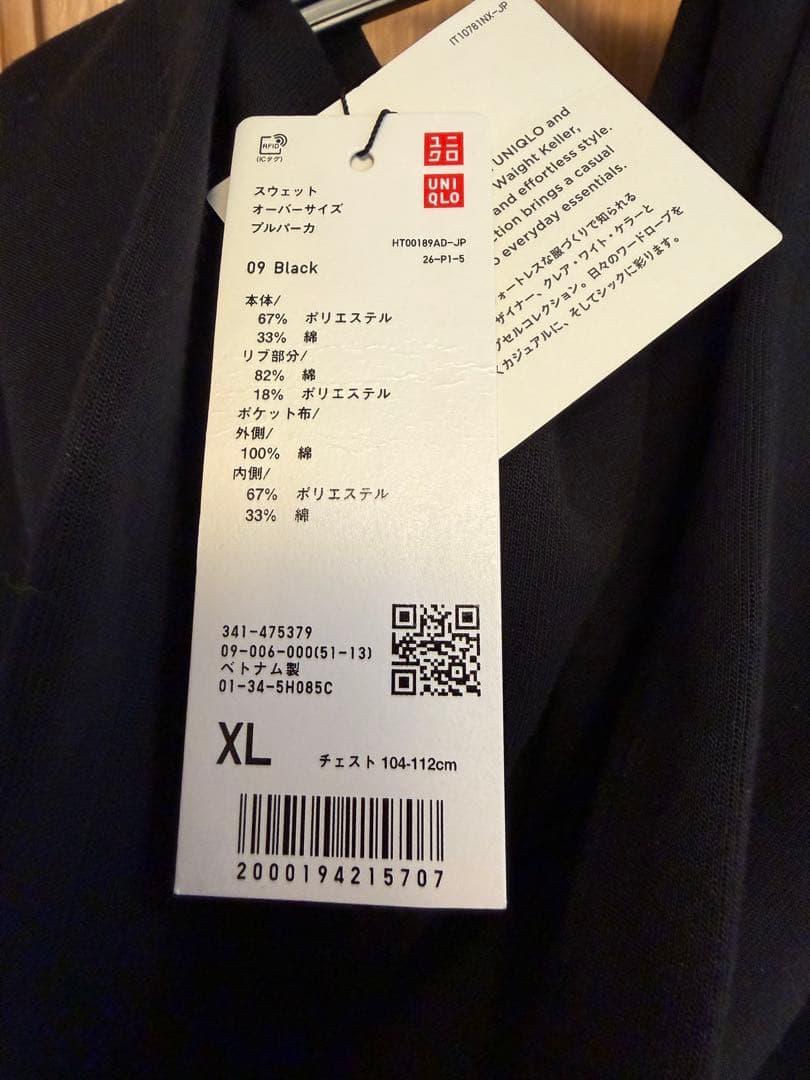 RFID
(ICタグ)
ユニ
クロ
UNI
QLO
スウェット
オーバーサイズ
プルパーカ
HT00189AD-JP
26-P1-5
09 Black
本体/
67% ポリエステル
33% 綿
リブ部分/
82% 綿
18% ポリエステル
ポケット布/
外側/
100% 綿
内側/
67% ポリエステル
33% 綿
341-475379
09-006-000(51-13)
ベトナム製
01-34-5H085C
XL
チェスト 104-112cm
2000194215707
IT10781NX-JP
UNIQLO and
Waight Keller,
and effortless style.
brings a casual
everyday essentials.
ォートレスな服づくりで知られる
ザイナー、クレア・ワイト・ケラーと
プセルコレクション。日々のワードローブを
くカジュアルに、そしてシックに彩ります。